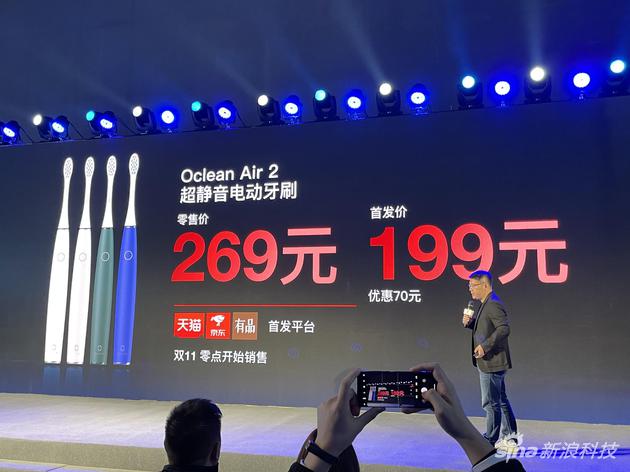 Oclean Air 2
超静音电动牙刷
零售价
269元
首发价
199元
优惠70元
天猫
京东
有品
首发平台
双11 零点开始销售
sina新浪科技